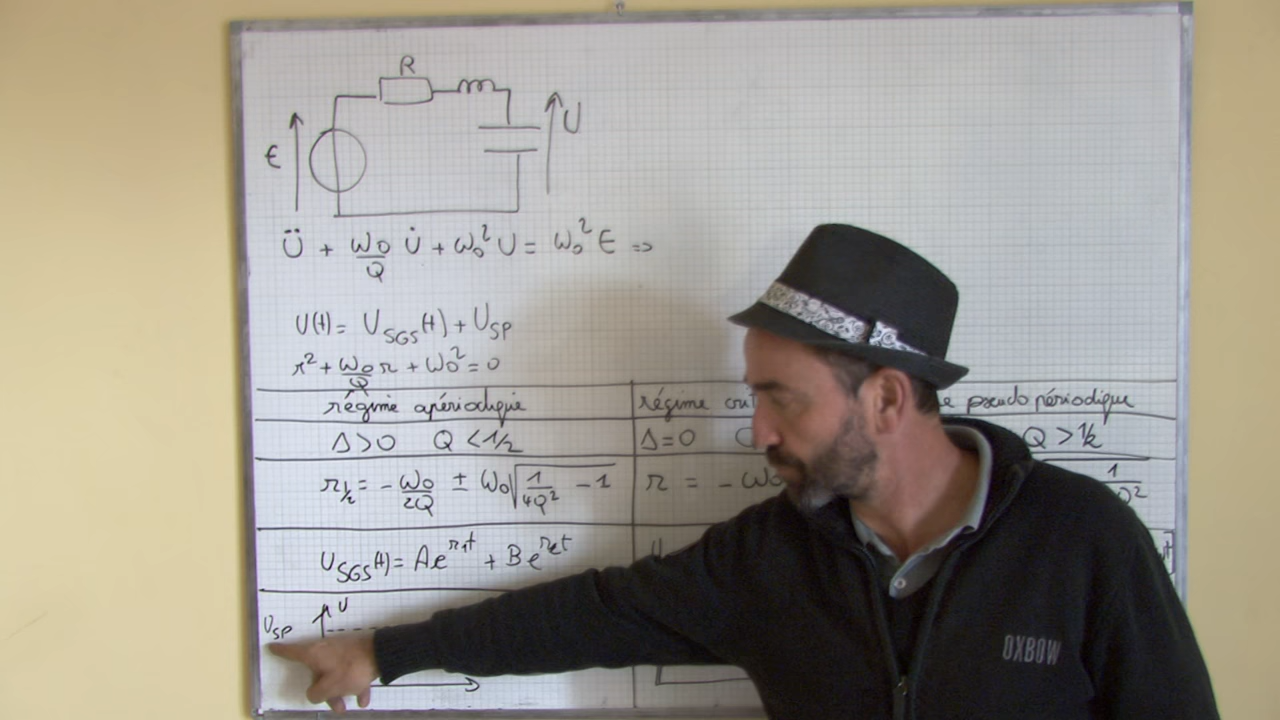 R
E
U
Ü + ω₀/Q U̇ + ω₀² U = ω₀² E ⇒
U(t) = U_SGS(t) + U_SP
r² + ω₀/Q r + ω₀² = 0
régime apériodique régime pseudo périodique
Δ > 0 Q < 1/2 Δ = 0 Q > 1/2
r1/2 = - ω₀/2Q ± ω₀ √(1/4Q² - 1) r = - ω₀
U_SGS(t) = A e^r₁t + B e^r₂t
U_SP U
OXBOW